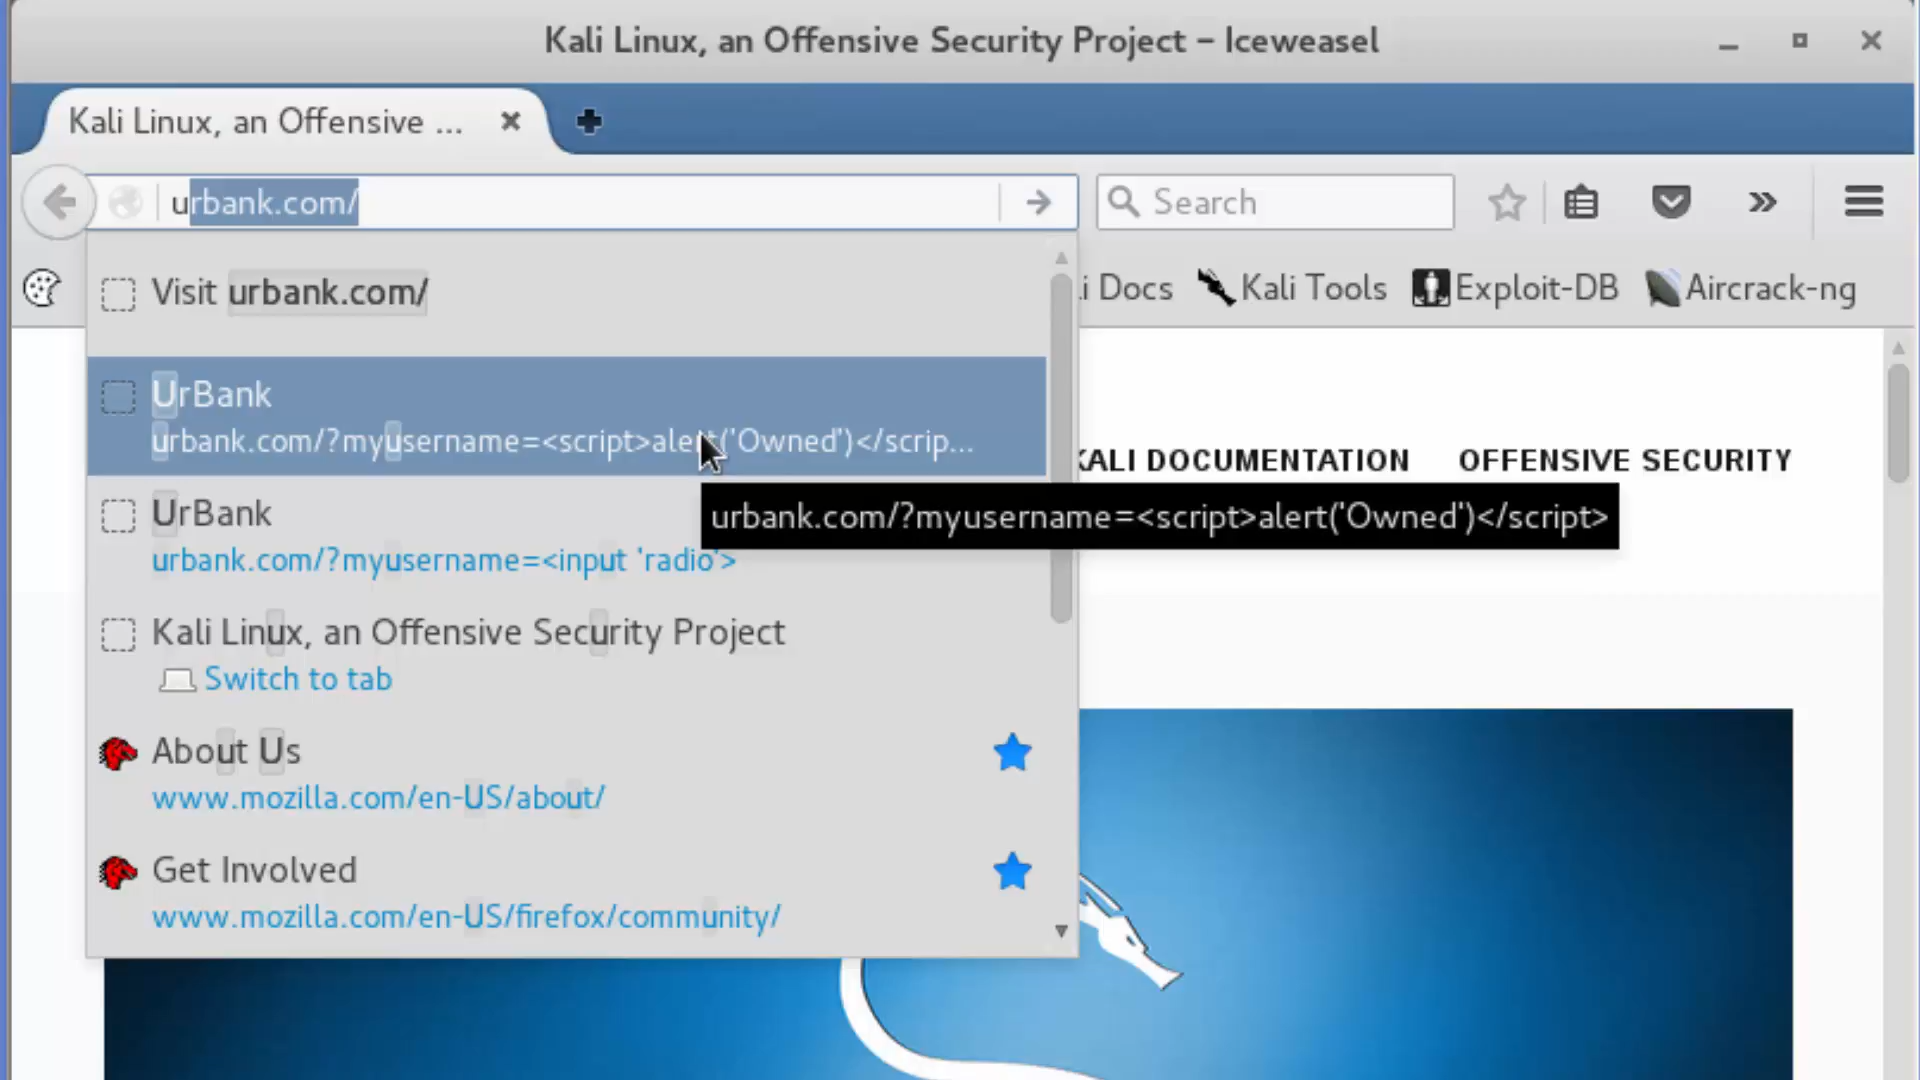 Kali Linux, an Offensive Security Project – Iceweasel
Kali Linux, an Offensive ...
urbank.com/
Search
Visit urbank.com/
i Docs
Kali Tools
Exploit-DB
Aircrack-ng
UrBank
urbank.com/?myusername=<script>alert('Owned')</scrip...
KALI DOCUMENTATION
OFFENSIVE SECURITY
urbank.com/?myusername=<script>alert('Owned')</script>
UrBank
urbank.com/?myusername=<input 'radio'>
Kali Linux, an Offensive Security Project
Switch to tab
About Us
www.mozilla.com/en-US/about/
Get Involved
www.mozilla.com/en-US/firefox/community/